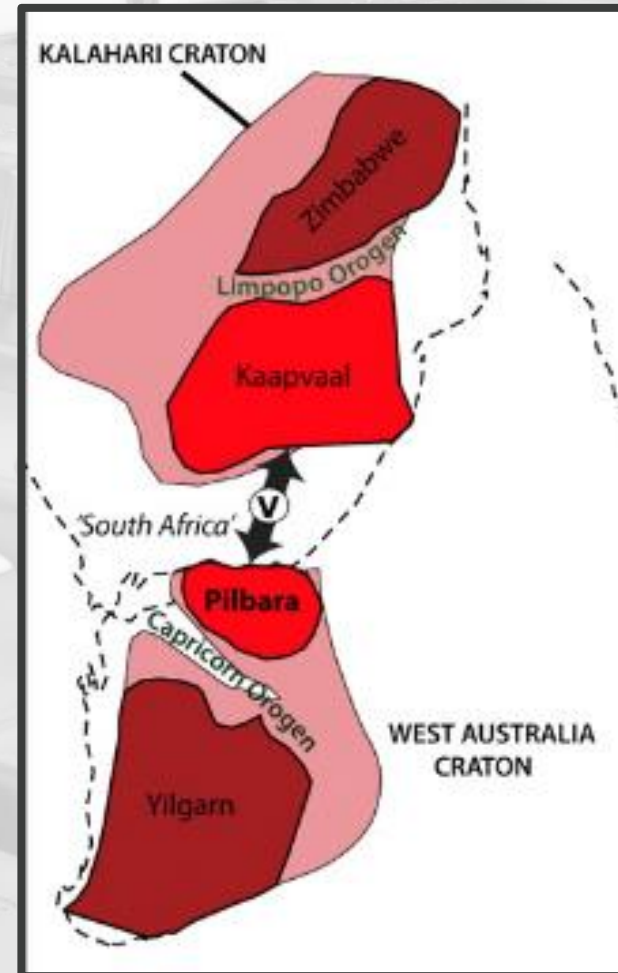 KALAHARI CRATON
Zimbabwe
Limpopo Orogen
Kaapvaal
V
'South Africa'
Pilbara
Capricorn Orogen
WEST AUSTRALIA
CRATON
Yilgarn